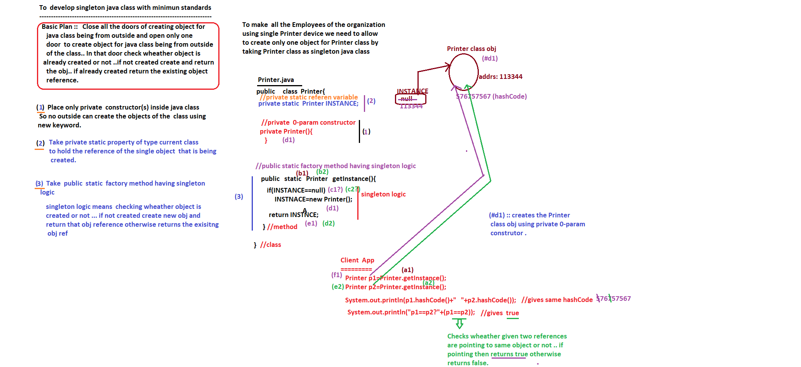 To develop singleton java class with minimun standards
---------------------------------------------------------------
Basic Plan :: Close all the doors of creating object for
java class being from outside and open only one
door to create object for java class being from outside
of the class.. In that door check wheather object is
already created or not ..if not created create and return
the obj.. if already created return the existing object
reference.
(1) Place only private constructor(s) inside java class
So no outside can create the objects of the class using
new keyword.
(2) Take private static property of type current class
to hold the reference of the single object that is being
created.
(3) Take public static factory method having singleton
logic
singleton logic means checking wheather object is
created or not ... if not created create new obj and
return that obj reference otherwise returns the exisitng
obj ref
To make all the Employees of the organization
using single Printer device we need to allow
to create only one object for Printer class by
taking Printer class as singleton java class
Printer.java
public class Printer{
//private static referen variable
private static Printer INSTANCE; (2)
//private 0-param constructor
private Printer(){ (1)
} (d1)
//public static factory method having singleton logic
(b1) (b2)
public static Printer getInstance(){
(3)
if(INSTANCE==null) (c1?) (c2?)
INSTNACE=new Printer(); singleton logic
(d1)
return INSTNCE;
(e1) (d2)
} //method
} //class
Printer class obj
(#d1)
addrs: 113344
INSTANCE
null
113344
576757567 (hashCode)
(#d1) :: creates the Printer
class obj using private 0-param
construtor .
Client App
=========
(f1) (a1)
Printer p1=Printer.getInstance();
(e2) Printer p2=Printer.getInstance(); (a2)
System.out.println(p1.hashCode()+" "+p2.hashCode()); //gives same hashCode 576757567
System.out.println("p1==p2?"+(p1==p2)); //gives true
Checks wheather given two references
are pointing to same object or not .. if
pointing then returns true otherwise
returns false.